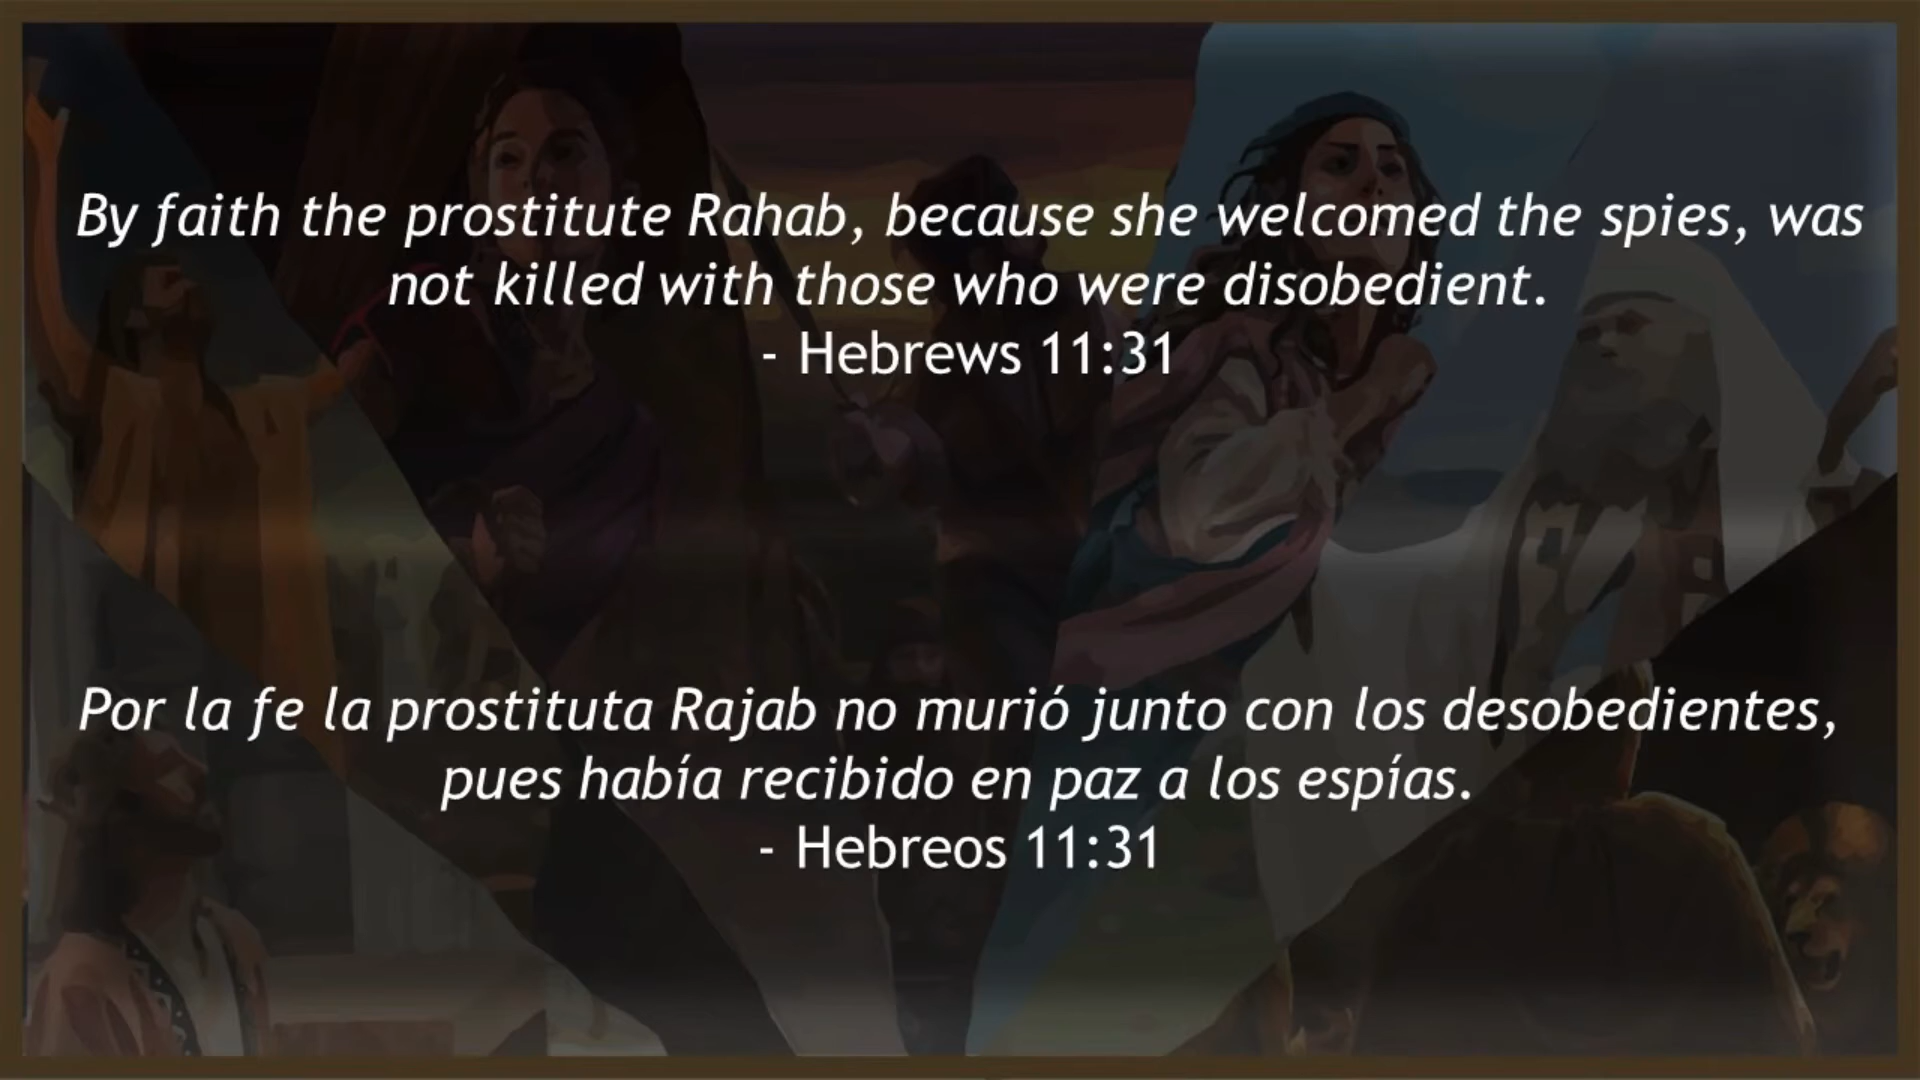 By faith the prostitute Rahab, because she welcomed the spies, was
not killed with those who were disobedient.
- Hebrews 11:31
Por la fe la prostituta Rajab no murió junto con los desobedientes,
pues había recibido en paz a los espías.
- Hebreos 11:31